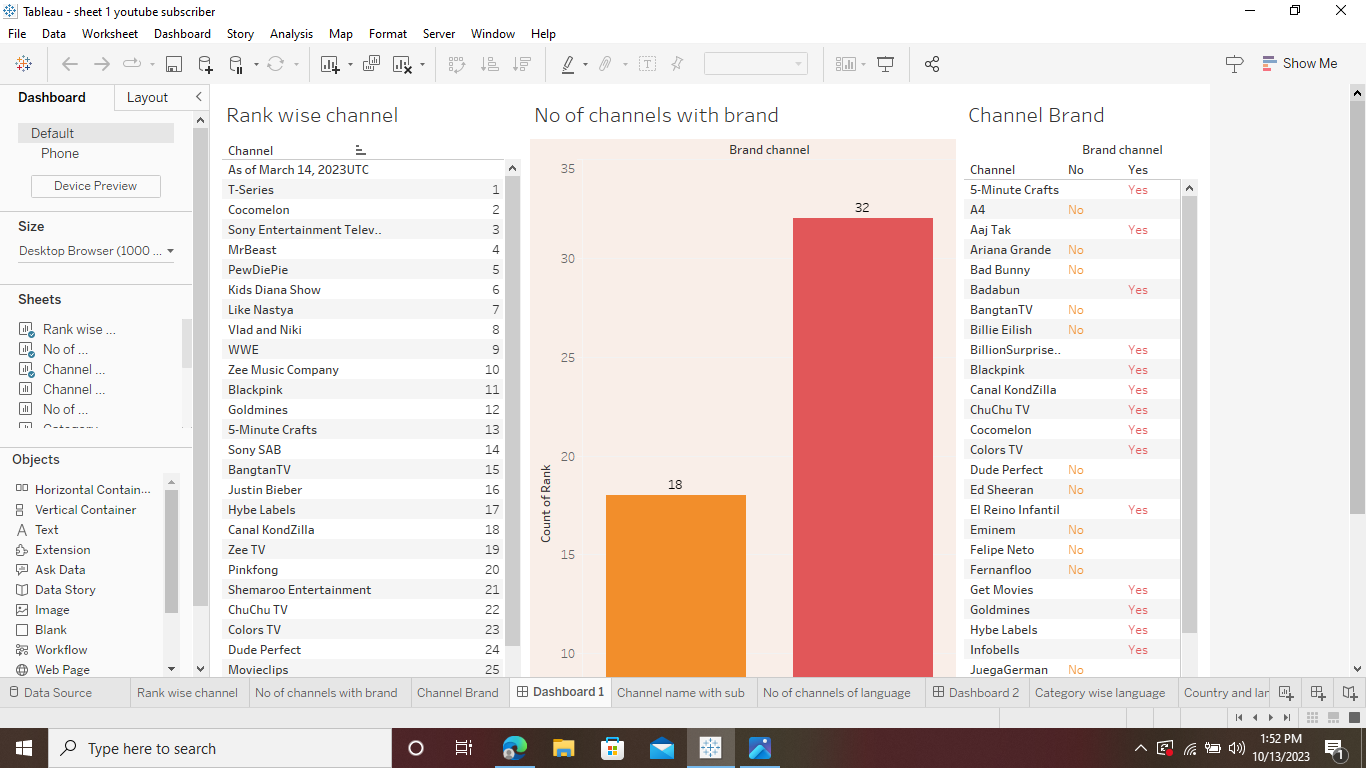 Tableau - sheet 1 youtube subscriber
File Data Worksheet Dashboard Story Analysis Map Format Server Window Help
Show Me
Dashboard Layout
Default
Phone
Device Preview
Size
Desktop Browser (1000 ...
Sheets
Rank wise ...
No of ...
Channel ...
Channel ...
No of ...
Objects
Horizontal Contain...
Vertical Container
Text
Extension
Ask Data
Data Story
Image
Blank
Workflow
Web Page
Rank wise channel
Channel
As of March 14, 2023UTC
T-Series 1
Cocomelon 2
Sony Entertainment Telev.. 3
MrBeast 4
PewDiePie 5
Kids Diana Show 6
Like Nastya 7
Vlad and Niki 8
WWE 9
Zee Music Company 10
Blackpink 11
Goldmines 12
5-Minute Crafts 13
Sony SAB 14
BangtanTV 15
Justin Bieber 16
Hybe Labels 17
Canal KondZilla 18
Zee TV 19
Pinkfong 20
Shemaroo Entertainment 21
ChuChu TV 22
Colors TV 23
Dude Perfect 24
Movieclips 25
No of channels with brand
Brand channel
35
30
25
20
15
10
Count of Rank
18
32
Channel Brand
Brand channel
Channel No Yes
5-Minute Crafts Yes
A4 No
Aaj Tak Yes
Ariana Grande No
Bad Bunny No
Badabun Yes
BangtanTV No
Billie Eilish No
BillionSurprise.. Yes
Blackpink Yes
Canal KondZilla Yes
ChuChu TV Yes
Cocomelon Yes
Colors TV Yes
Dude Perfect No
Ed Sheeran No
El Reino Infantil Yes
Eminem No
Felipe Neto No
Fernanfloo No
Get Movies Yes
Goldmines Yes
Hybe Labels Yes
Infobells Yes
JuegaGerman No
Data Source Rank wise channel No of channels with brand Channel Brand Dashboard 1 Channel name with sub No of channels of language Dashboard 2 Category wise language Country and lan
Type here to search
1:52 PM
10/13/2023
1